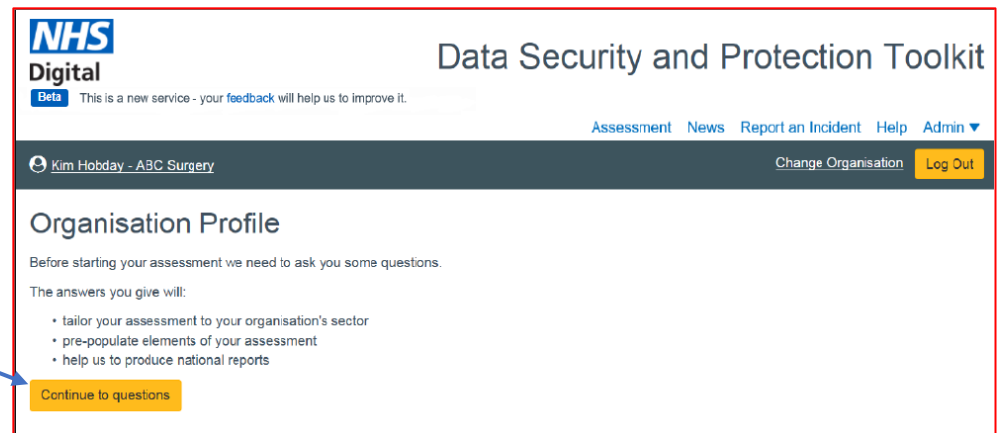 NHS
Digital
Data Security and Protection Toolkit
Beta This is a new service - your feedback will help us to improve it.
Assessment News Report an Incident Help Admin ▼
Kim Hobday - ABC Surgery Change Organisation Log Out
Organisation Profile
Before starting your assessment we need to ask you some questions.
The answers you give will:
• tailor your assessment to your organisation's sector
• pre-populate elements of your assessment
• help us to produce national reports
Continue to questions